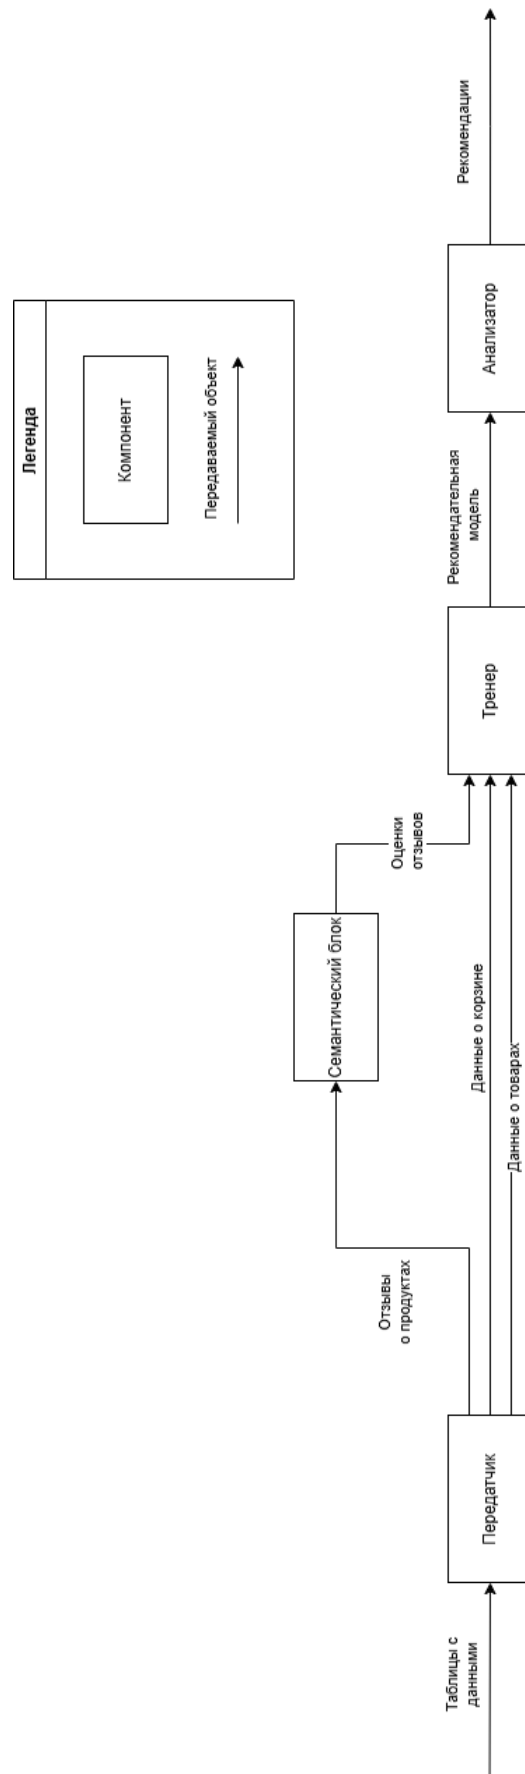 Легенда
Компонент
Передаваемый объект
Таблицы с
данными
Передатчик
Отзывы
о продуктах
Семантический блок
Оценки
отзывов
Данные о корзине
Данные о товарах
Тренер
Рекомендательная
модель
Анализатор
Рекомендации